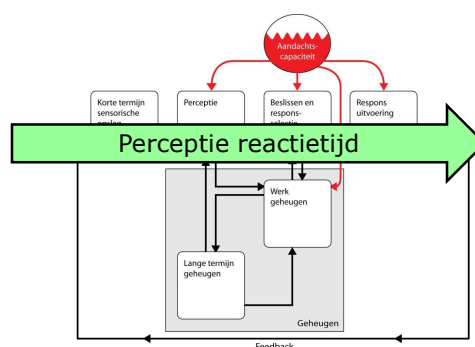 Aandachts-
capaciteit
Korte termijn
sensorische
Perceptie
Beslissen en
respons-
Respons
uitvoering
Perceptie reactietijd
Werk
geheugen
Lange termijn
geheugen
Geheugen
Feedback